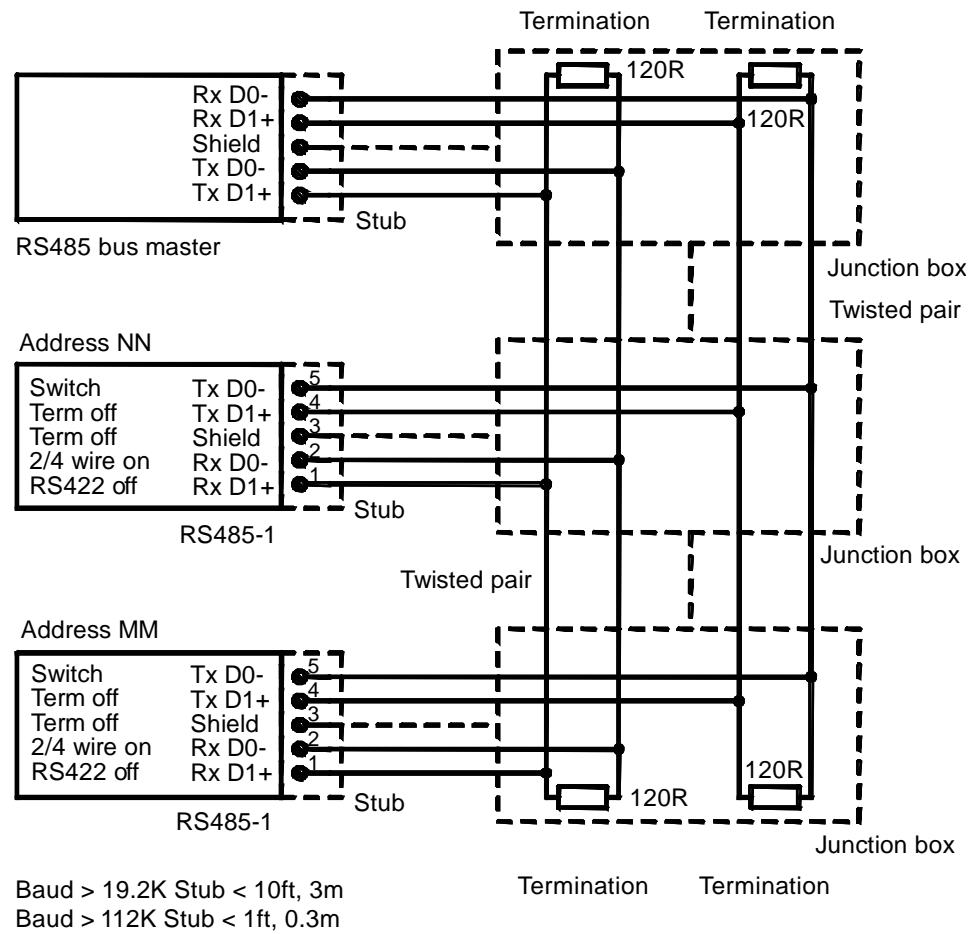 Termination Termination
120R
120R
Rx D0-
Rx D1+
Shield
Tx D0-
Tx D1+
Stub
RS485 bus master
Junction box
Twisted pair
Address NN
Switch Tx D0- 5
Term off Tx D1+ 4
Term off Shield 3
2/4 wire on Rx D0- 2
RS422 off Rx D1+ 1
Stub
RS485-1
Junction box
Twisted pair
Address MM
Switch Tx D0- 5
Term off Tx D1+ 4
Term off Shield 3
2/4 wire on Rx D0- 2
RS422 off Rx D1+ 1
120R
120R
Stub
RS485-1
Junction box
Termination Termination
Baud > 19.2K Stub < 10ft, 3m
Baud > 112K Stub < 1ft, 0.3m